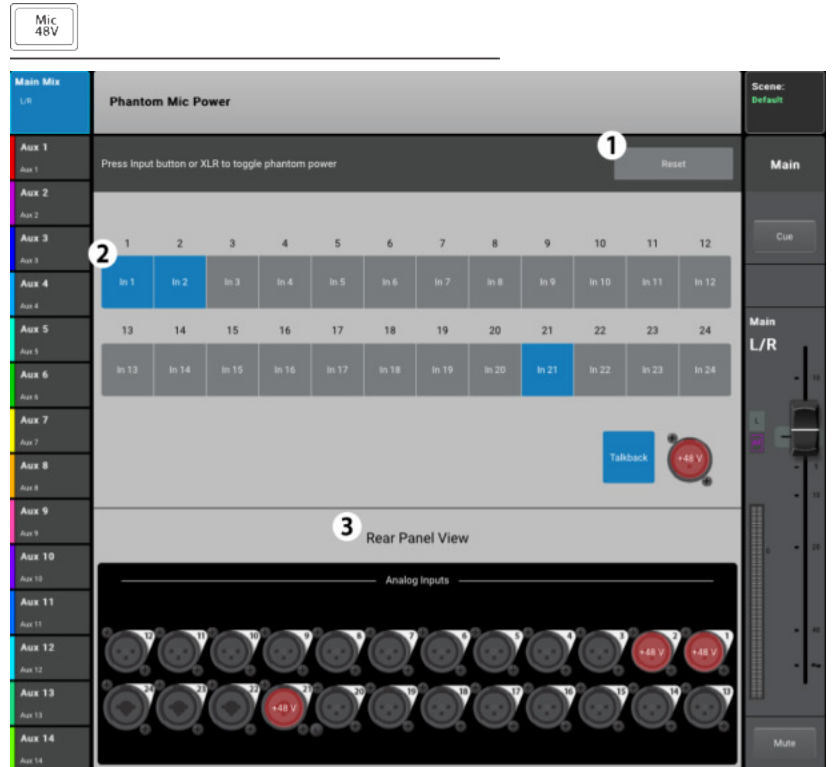 Mic
48V
Main Mix
L/R
Phantom Mic Power
Scene:
Default
Aux 1
Aux 1
Press Input button or XLR to toggle phantom power
1
Reset
Main
Aux 2
Aux 2
Aux 3
Aux 3
Cue
2
1 2 3 4 5 6 7 8 9 10 11 12
In 1 In 2 In 3 In 4 In 5 In 6 In 7 In 8 In 9 In 10 In 11 In 12
Aux 4
Aux 4
Aux 5
Aux 5
13 14 15 16 17 18 19 20 21 22 23 24
In 13 In 14 In 15 In 16 In 17 In 18 In 19 In 20 In 21 In 22 In 23 In 24
Main
L/R
Aux 6
Aux 6
10
Aux 7
Aux 7
L
Aux 8
Aux 8
Talkback
+48 V
10
Aux 9
Aux 9
3
Rear Panel View
Aux 10
Aux 10
0
20
Analog Inputs
Aux 11
Aux 11
12 11 10 9 8 7 6 5 4 3 2 1
+48 V +48 V
40
Aux 12
Aux 12
Aux 13
Aux 13
24 23 22 21 20 19 18 17 16 15 14 13
+48 V
Aux 14
Aux 14
Mute